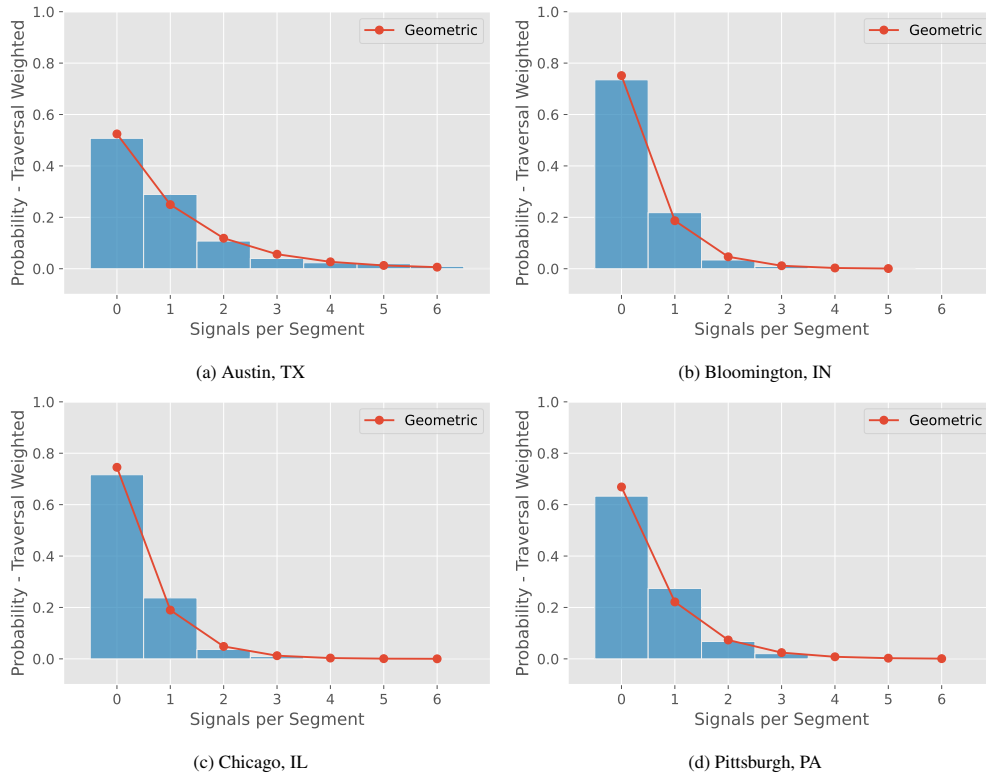 1.0
0.8
0.6
0.4
0.2
0.0
Probability - Traversal Weighted
Geometric
0 1 2 3 4 5 6
Signals per Segment
(a) Austin, TX
1.0
0.8
0.6
0.4
0.2
0.0
Probability - Traversal Weighted
Geometric
0 1 2 3 4 5 6
Signals per Segment
(b) Bloomington, IN
1.0
0.8
0.6
0.4
0.2
0.0
Probability - Traversal Weighted
Geometric
0 1 2 3 4 5 6
Signals per Segment
(c) Chicago, IL
1.0
0.8
0.6
0.4
0.2
0.0
Probability - Traversal Weighted
Geometric
0 1 2 3 4 5 6
Signals per Segment
(d) Pittsburgh, PA